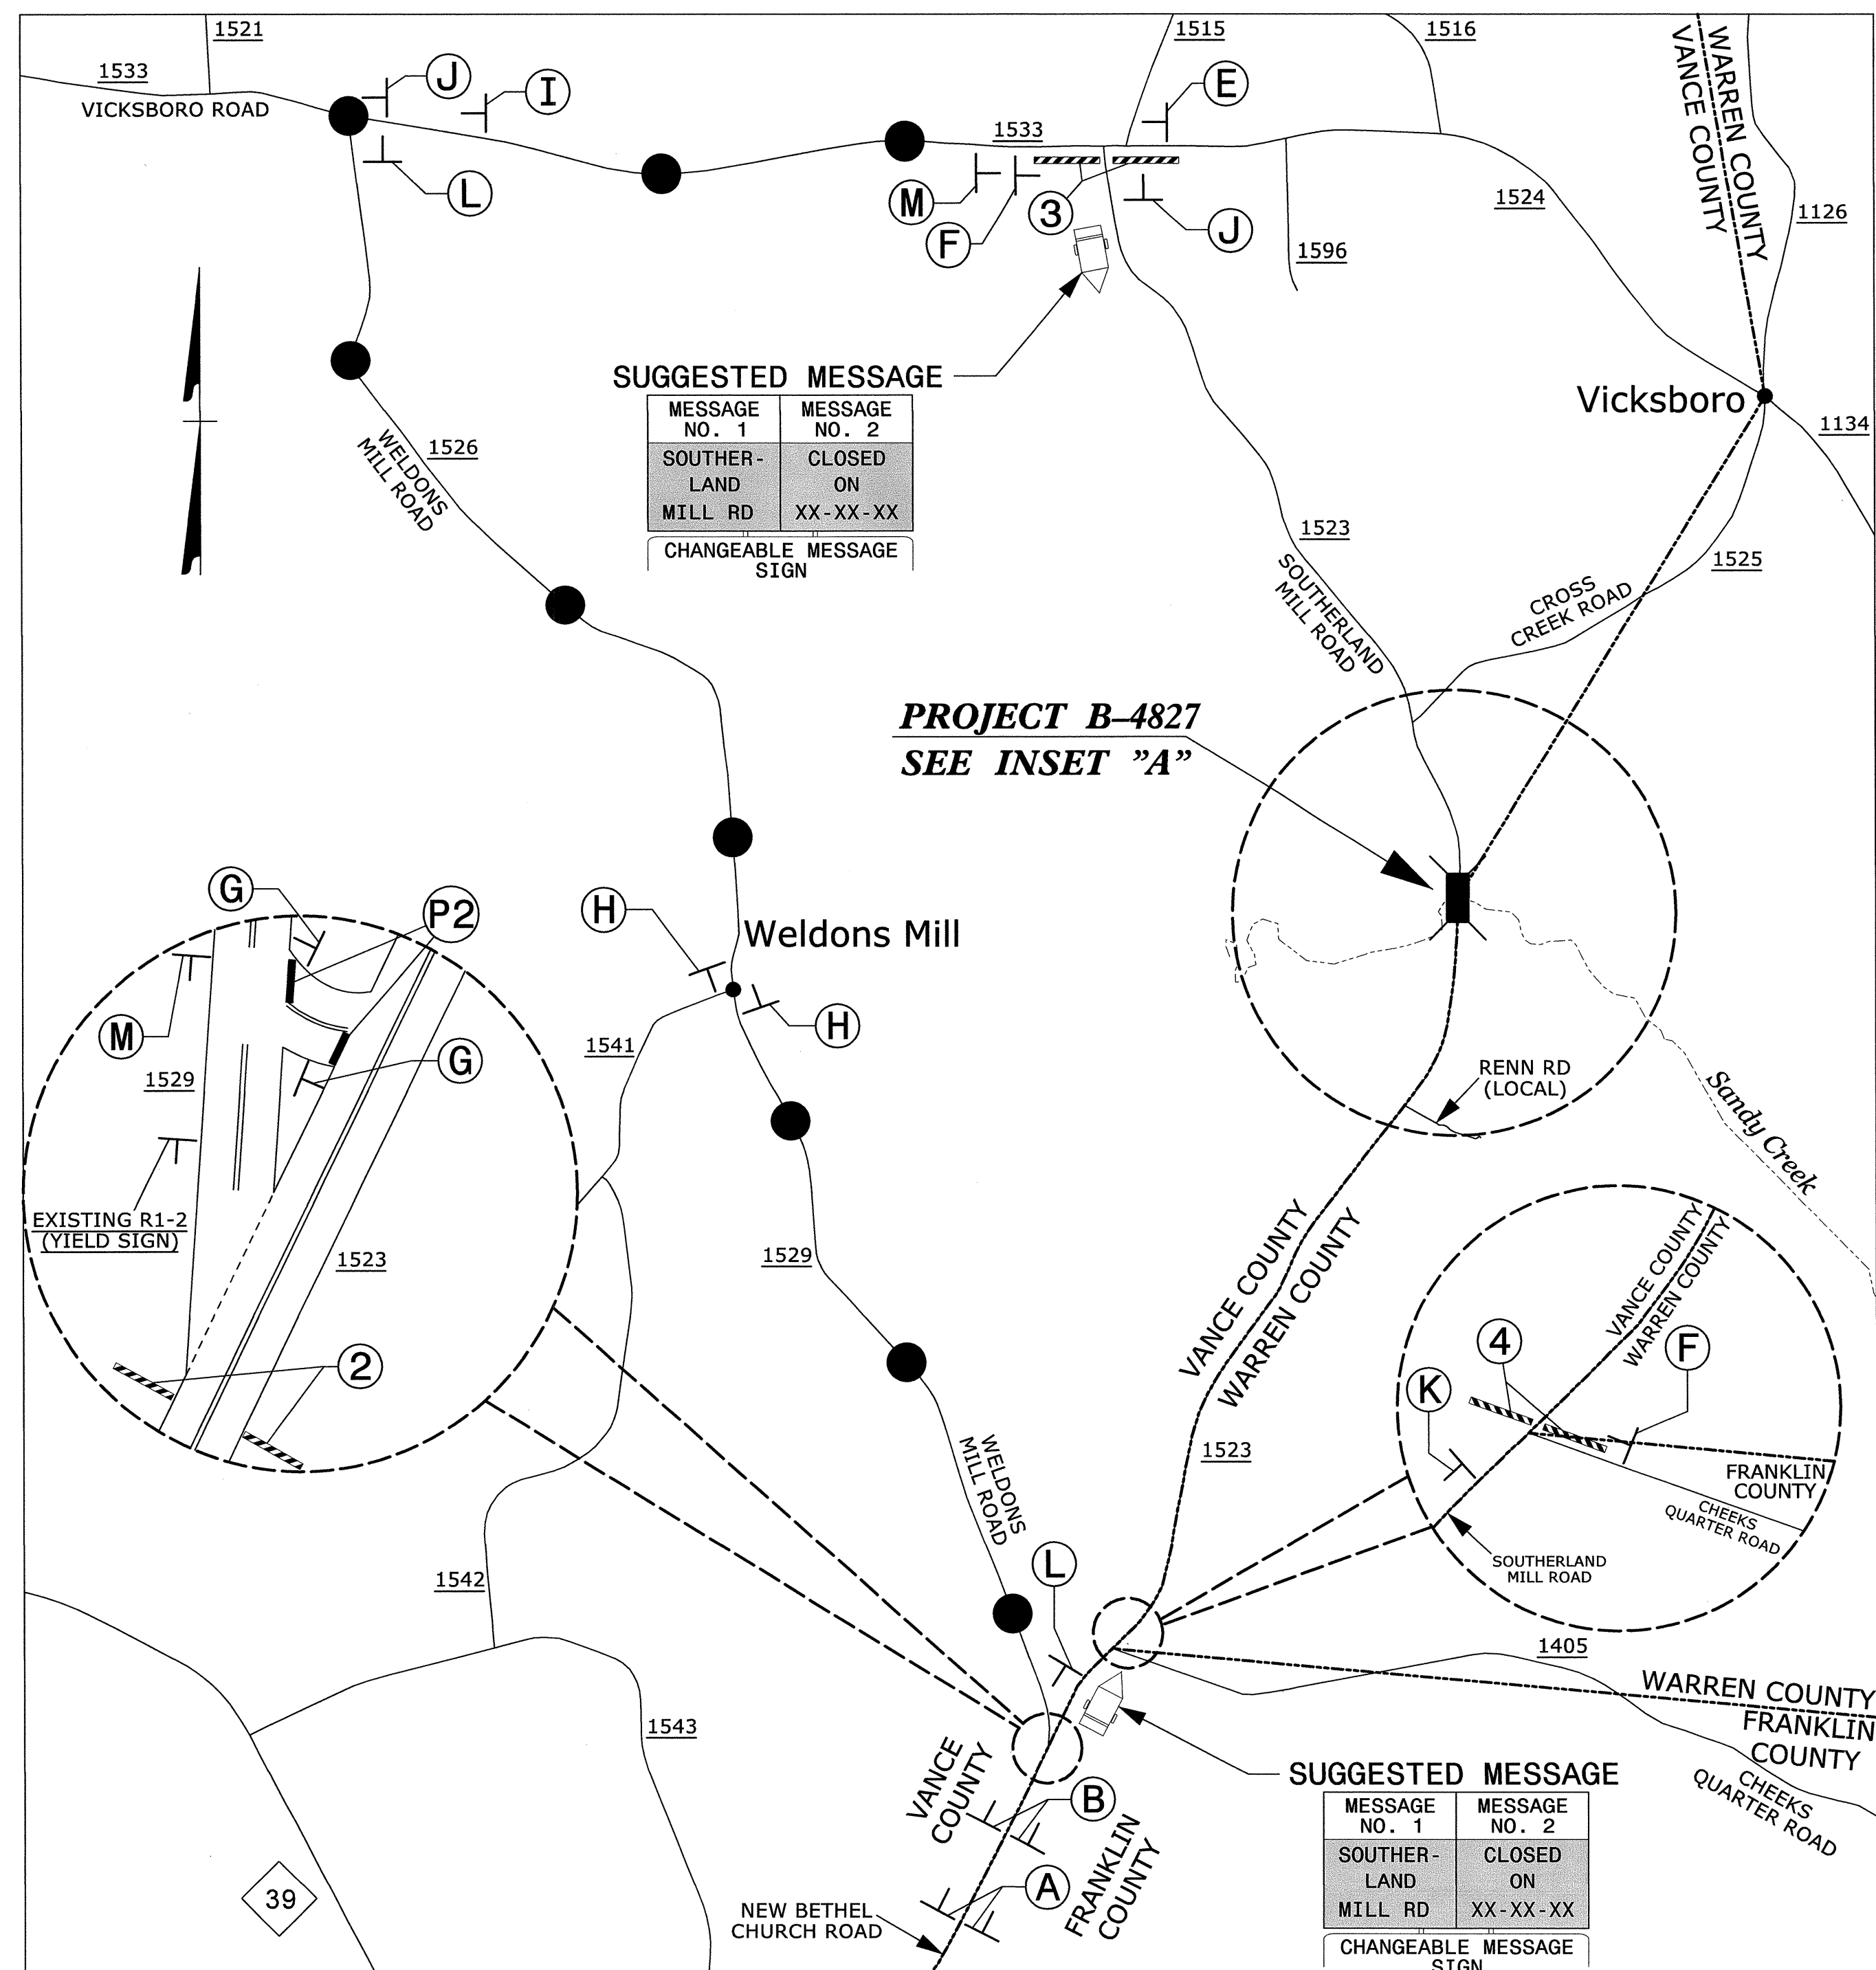 1521
1515
1516
1533
VICKSBORO ROAD
J
I
E
1533
L
M
F
3
J
1524
1596
1126
WARREN COUNTY
VANCE COUNTY
SUGGESTED MESSAGE
MESSAGE NO. 1
MESSAGE NO. 2
SOUTHER-
LAND
MILL RD
CLOSED
ON
XX-XX-XX
CHANGEABLE MESSAGE
SIGN
Vicksboro
1134
1526
WELDONS
MILL ROAD
1523
SOUTHERLAND
MILL ROAD
CROSS
CREEK ROAD
1525
PROJECT B-4827
SEE INSET "A"
G
P2
M
G
1529
EXISTING R1-2
(YIELD SIGN)
1523
2
H
Weldons Mill
H
1541
1529
RENN RD
(LOCAL)
Sandy Creek
VANCE COUNTY
WARREN COUNTY
1523
VANCE COUNTY
WARREN COUNTY
4
F
K
FRANKLIN
COUNTY
CHEEKS
QUARTER ROAD
SOUTHERLAND
MILL ROAD
WELDONS
MILL ROAD
L
1542
1543
1405
WARREN COUNTY
FRANKLIN
COUNTY
CHEEKS
QUARTER ROAD
VANCE
COUNTY
B
A
FRANKLIN
COUNTY
39
NEW BETHEL
CHURCH ROAD
SUGGESTED MESSAGE
MESSAGE NO. 1
MESSAGE NO. 2
SOUTHER-
LAND
MILL RD
CLOSED
ON
XX-XX-XX
CHANGEABLE MESSAGE
SIGN